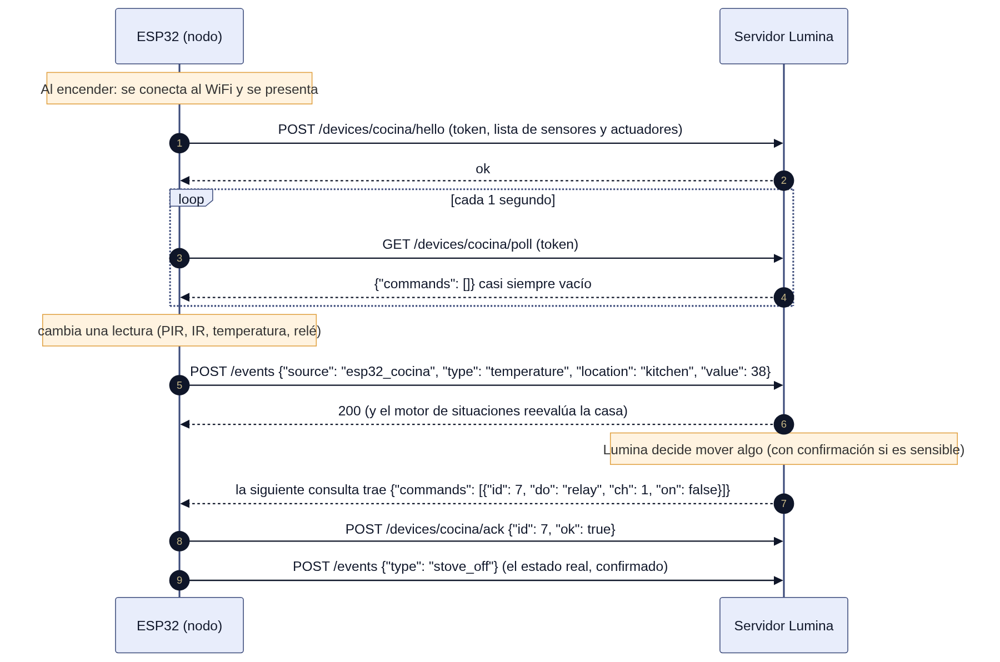 ESP32 (nodo)
Servidor Lumina
Al encender: se conecta al WiFi y se presenta
POST /devices/cocina/hello (token, lista de sensores y actuadores)
1
ok
2
loop
[cada 1 segundo]
GET /devices/cocina/poll (token)
3
{"commands": []} casi siempre vacío
4
cambia una lectura (PIR, IR, temperatura, relé)
POST /events {"source": "esp32_cocina", "type": "temperature", "location": "kitchen", "value": 38}
5
200 (y el motor de situaciones reevalúa la casa)
6
Lumina decide mover algo (con confirmación si es sensible)
la siguiente consulta trae {"commands": [{"id": 7, "do": "relay", "ch": 1, "on": false}]}
7
POST /devices/cocina/ack {"id": 7, "ok": true}
8
POST /events {"type": "stove_off"} (el estado real, confirmado)
9
ESP32 (nodo)
Servidor Lumina